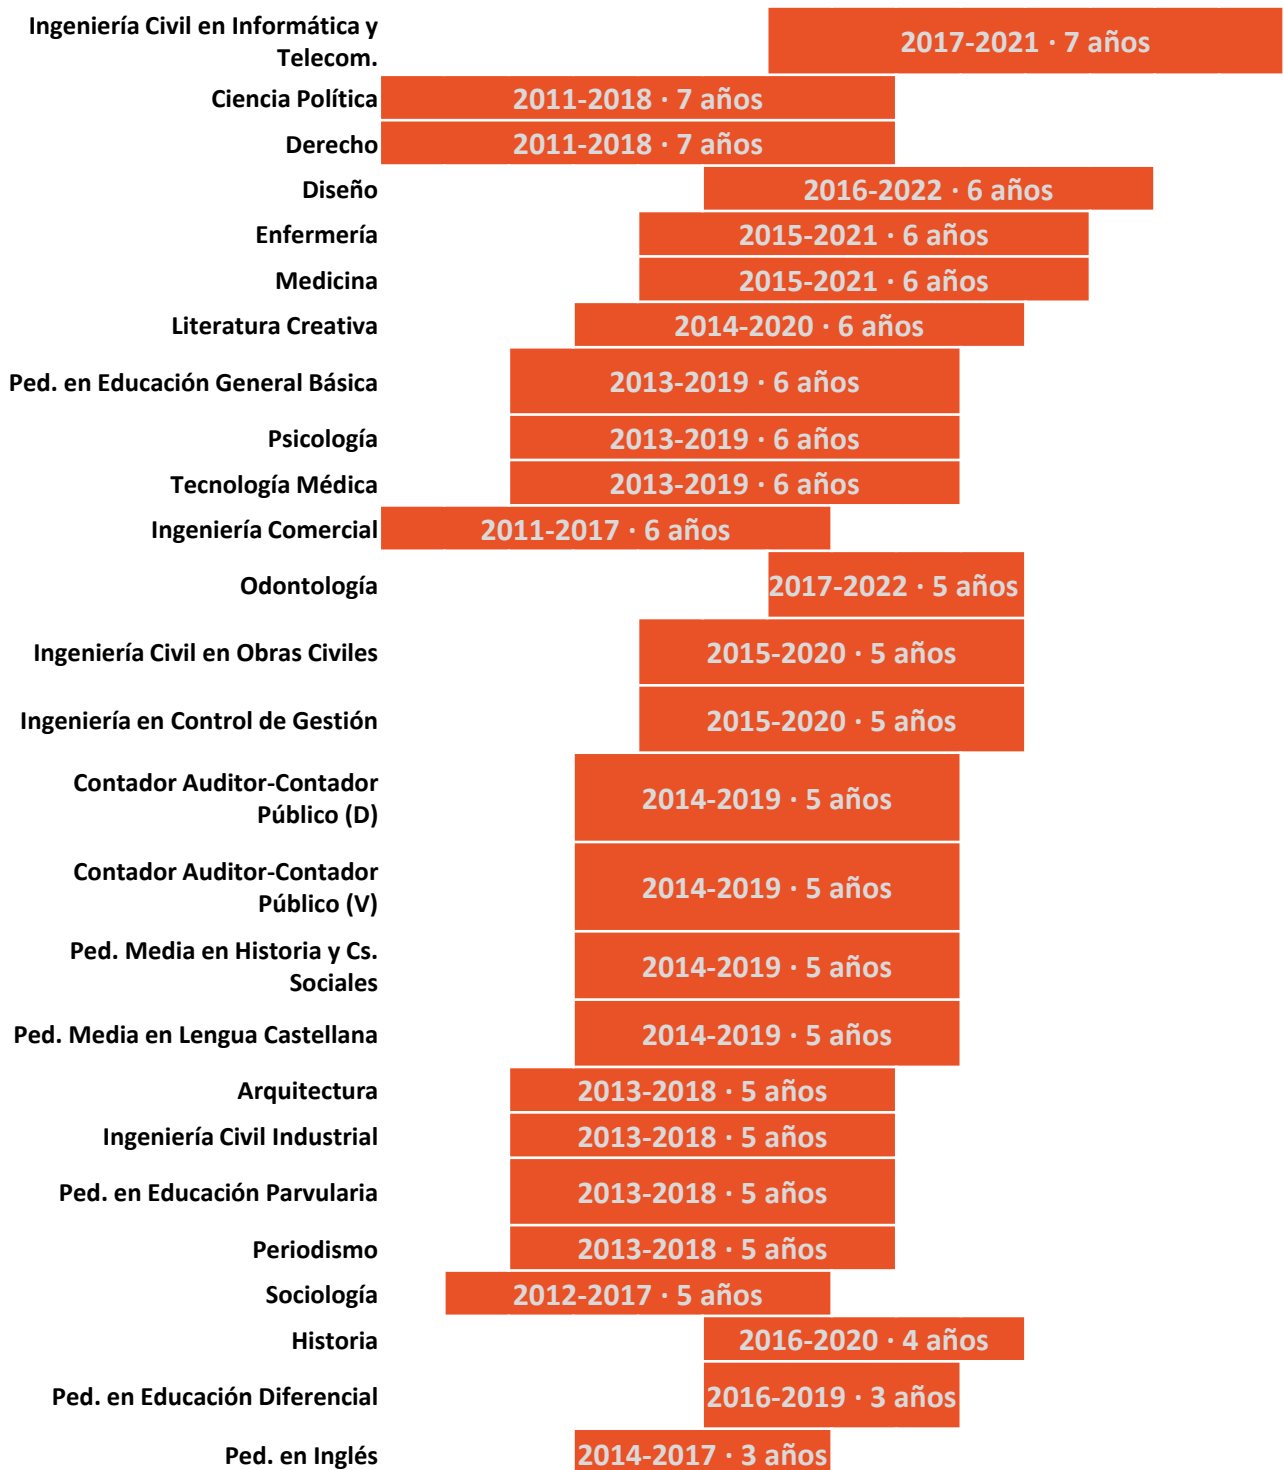 Ingeniería Civil en Informática y
Telecom.
2017-2021 · 7 años
Ciencia Política
2011-2018 · 7 años
Derecho
2011-2018 · 7 años
Diseño
2016-2022 · 6 años
Enfermería
2015-2021 · 6 años
Medicina
2015-2021 · 6 años
Literatura Creativa
2014-2020 · 6 años
Ped. en Educación General Básica
2013-2019 · 6 años
Psicología
2013-2019 · 6 años
Tecnología Médica
2013-2019 · 6 años
Ingeniería Comercial
2011-2017 · 6 años
Odontología
2017-2022 · 5 años
Ingeniería Civil en Obras Civiles
2015-2020 · 5 años
Ingeniería en Control de Gestión
2015-2020 · 5 años
Contador Auditor-Contador
Público (D)
2014-2019 · 5 años
Contador Auditor-Contador
Público (V)
2014-2019 · 5 años
Ped. Media en Historia y Cs.
Sociales
2014-2019 · 5 años
Ped. Media en Lengua Castellana
2014-2019 · 5 años
Arquitectura
2013-2018 · 5 años
Ingeniería Civil Industrial
2013-2018 · 5 años
Ped. en Educación Parvularia
2013-2018 · 5 años
Periodismo
2013-2018 · 5 años
Sociología
2012-2017 · 5 años
Historia
2016-2020 · 4 años
Ped. en Educación Diferencial
2016-2019 · 3 años
Ped. en Inglés
2014-2017 · 3 años